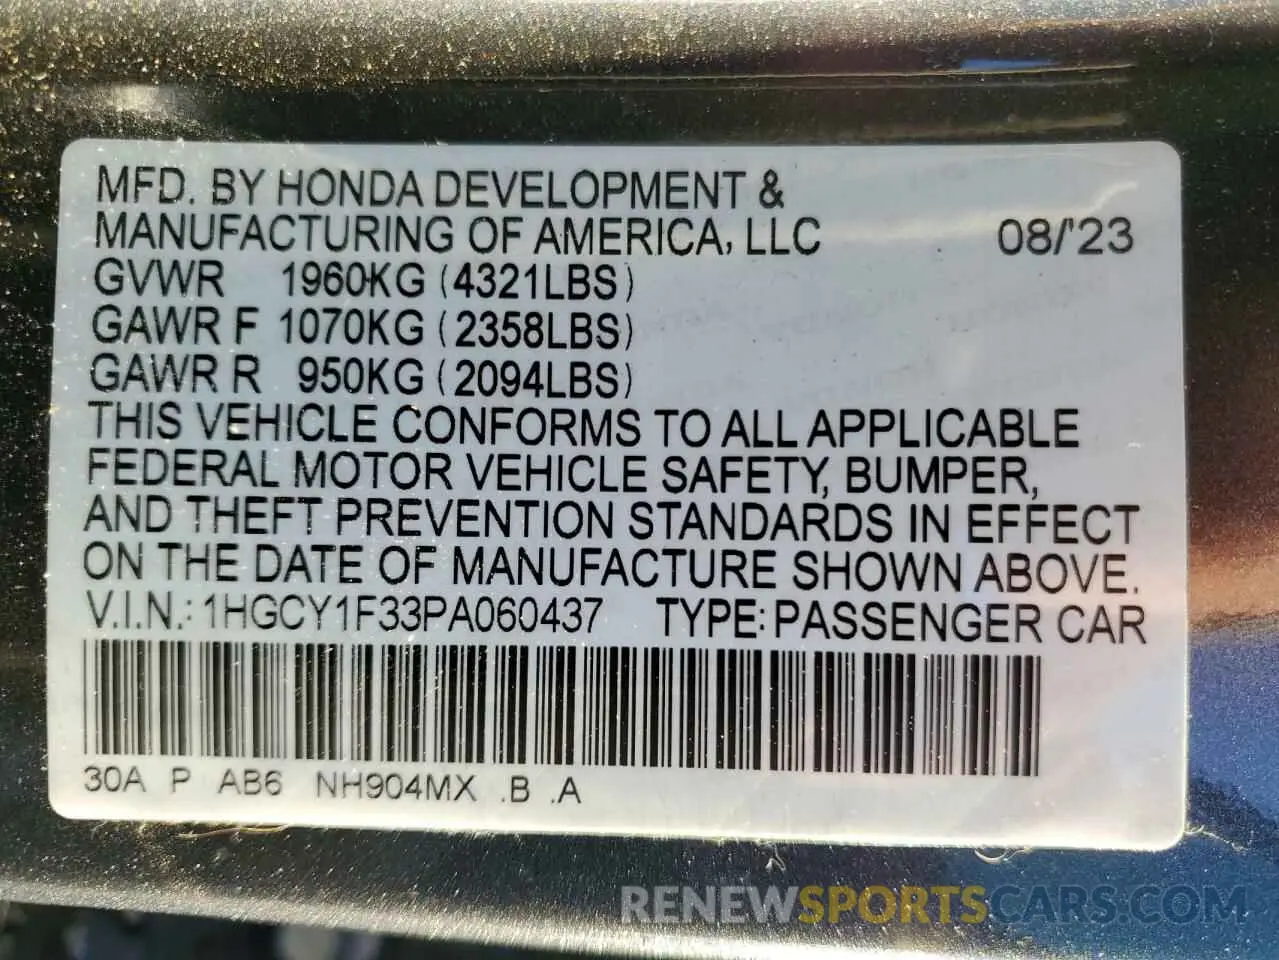 MFD. BY HONDA DEVELOPMENT &
MANUFACTURING OF AMERICA, LLC 08/'23
GVWR 1960KG (4321LBS)
GAWR F 1070KG (2358LBS)
GAWR R 950KG (2094LBS)
THIS VEHICLE CONFORMS TO ALL APPLICABLE
FEDERAL MOTOR VEHICLE SAFETY, BUMPER,
AND THEFT PREVENTION STANDARDS IN EFFECT
ON THE DATE OF MANUFACTURE SHOWN ABOVE.
V.I.N.: 1HGCY1F33PA060437 TYPE: PASSENGER CAR
30A P AB6 NH904MX .B .A
RENEWSPORTSCARS.COM